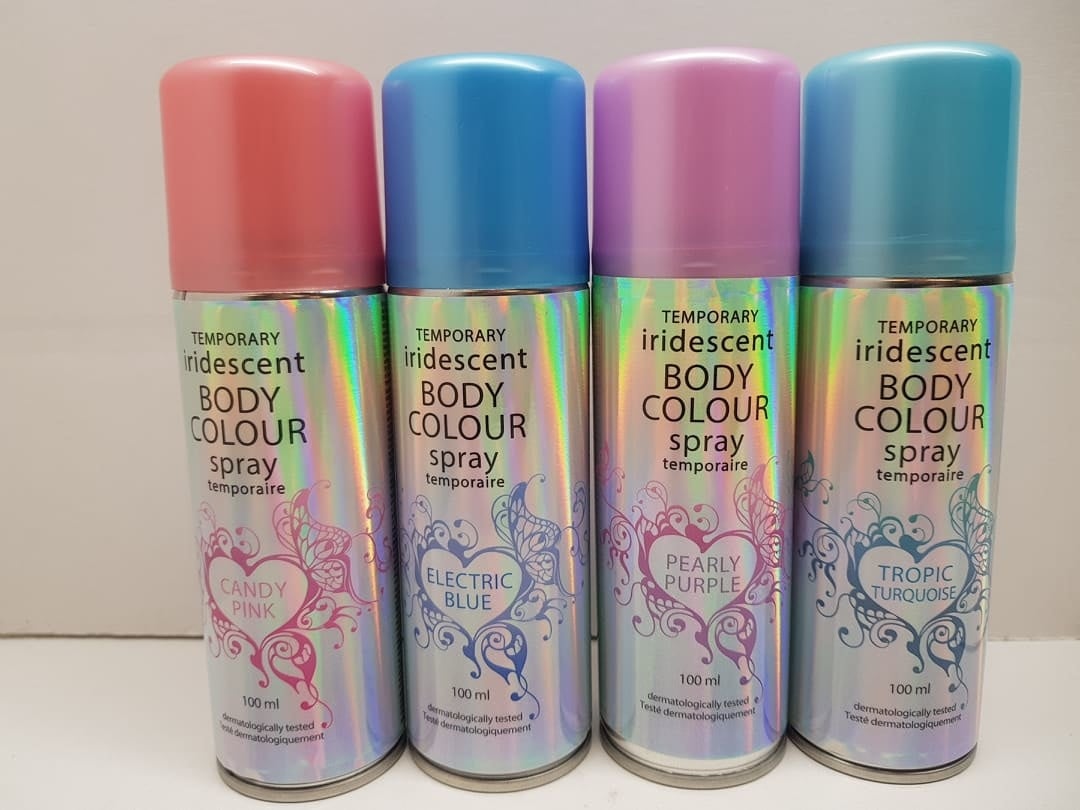 TEMPORARY
iridescent
BODY
COLOUR
spray
temporaire
CANDY
PINK
100 ml
dermatologically tested
Testé dermatologiquement
TEMPORARY
iridescent
BODY
COLOUR
spray
temporaire
ELECTRIC
BLUE
100 ml
dermatologically tested
Testé dermatologiquement
TEMPORARY
iridescent
BODY
COLOUR
spray
temporaire
PEARLY
PURPLE
100 ml
dermatologically tested
Testé dermatologiquement
TEMPORARY
iridescent
BODY
COLOUR
spray
temporaire
TROPIC
TURQUOISE
100 ml
dermatologically tested
Testé dermatologiquement